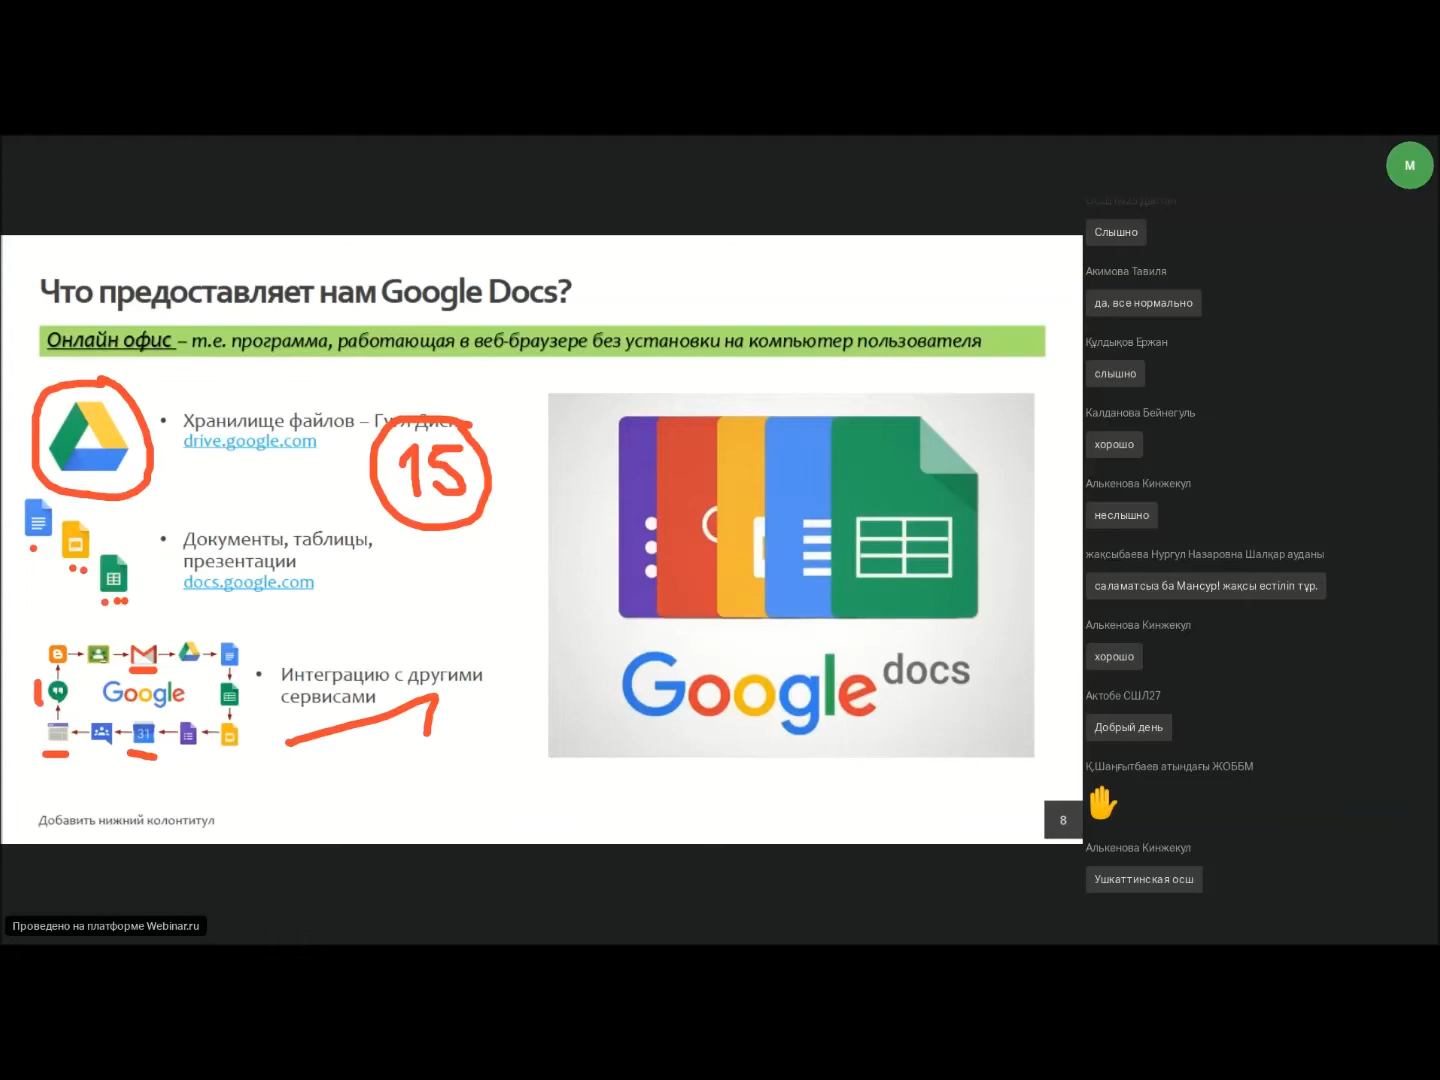 Что предоставляет нам Google Docs?
Онлайн офис – т.е. программа, работающая в веб-браузере без установки на компьютер пользователя
• Хранилище файлов – Гугл Диск
drive.google.com
15
• Документы, таблицы,
презентации
docs.google.com
• Интеграцию с другими
сервисами
Google
31
Google docs
Добавить нижний колонтитул
8
Проведено на платформе Webinar.ru
M
Слышно
Акимова Тавиля
да, все нормально
Құлдықов Ержан
слышно
Калданова Бейнегуль
хорошо
Алькенова Кинжекул
неслышно
жақсыбаева Нургул Назаровна Шалқар ауданы
саламатсыз ба Мансур! жақсы естіліп тұр.
Алькенова Кинжекул
хорошо
Актобе СШЛ27
Добрый день
Қ.Шаңғытбаев атындағы ЖОББМ
Алькенова Кинжекул
Ушкаттинская осш